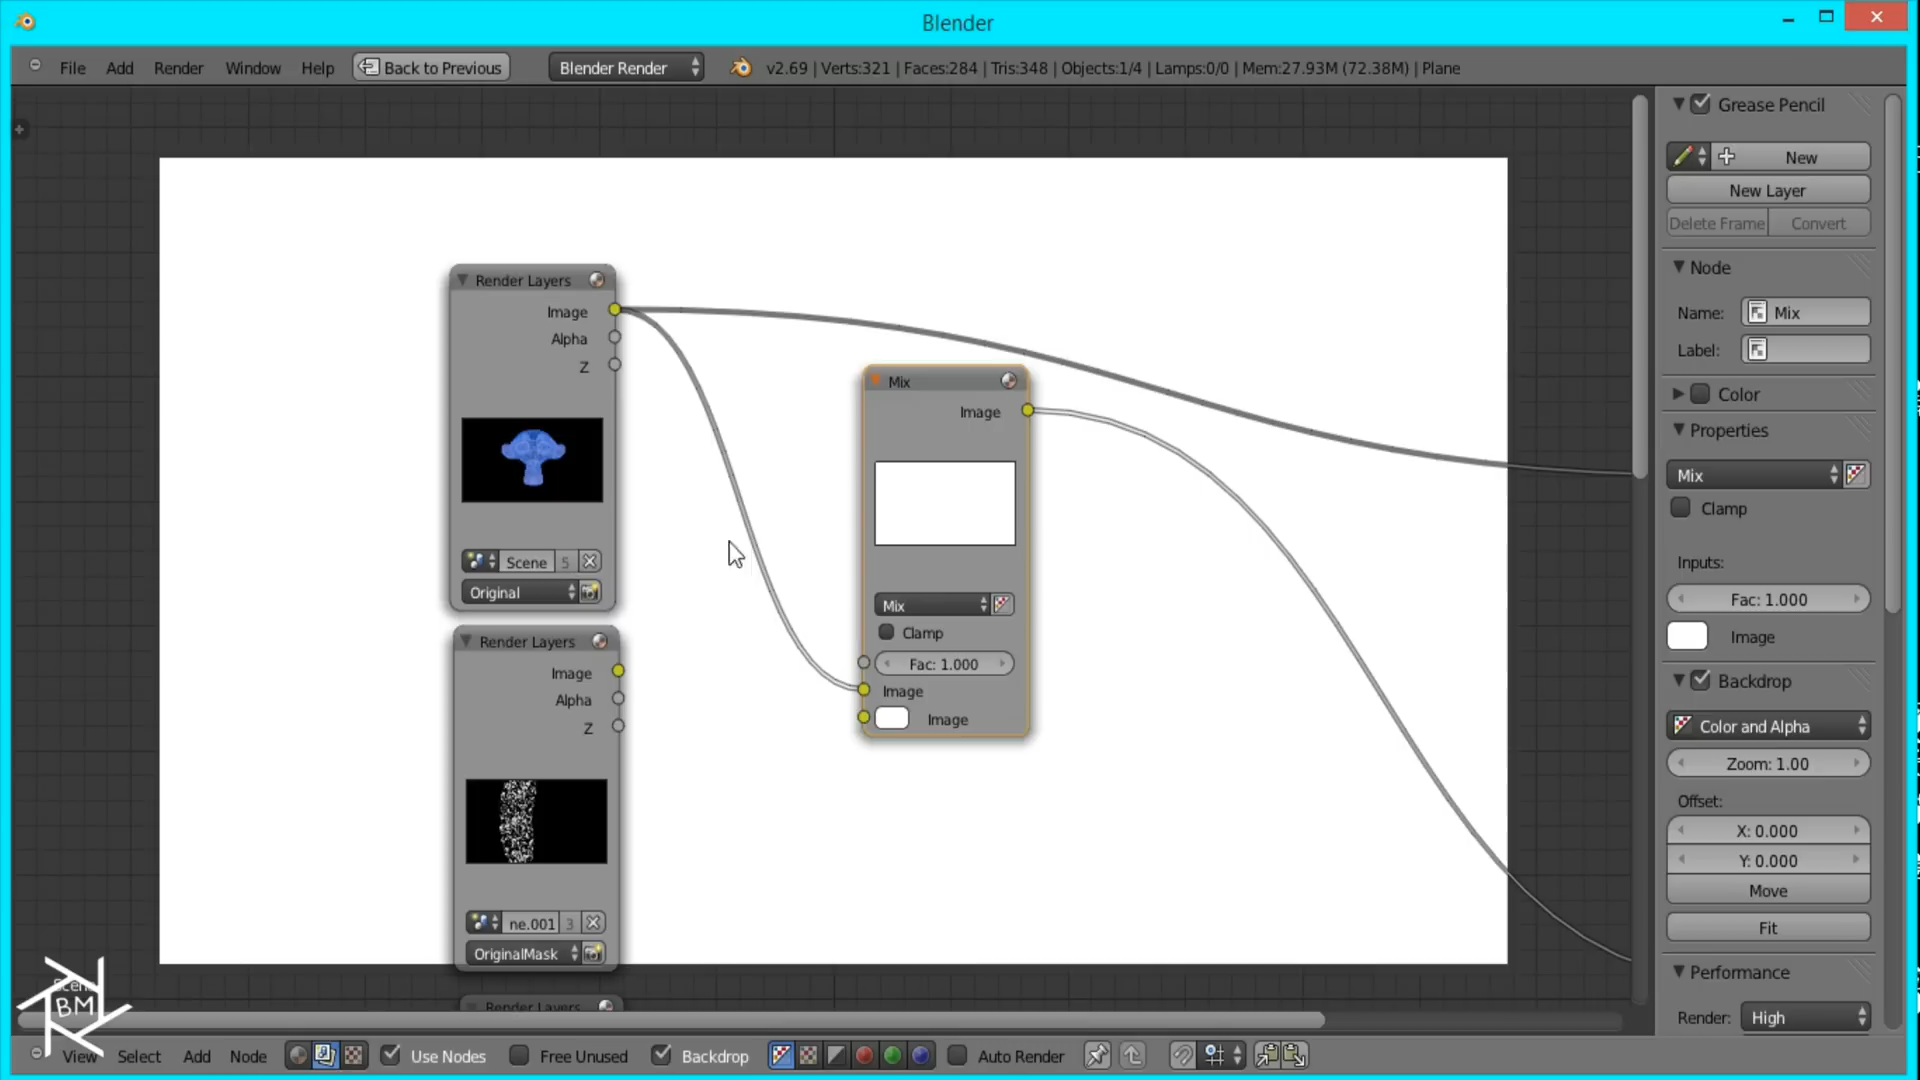 Blender
File Add Render Window Help Back to Previous Blender Render v2.69 | Verts:321 | Faces:284 | Tris:348 | Objects:1/4 | Lamps:0/0 | Mem:27.93M (72.38M) | Plane
Grease Pencil
New
New Layer
Delete Frame Convert
Node
Name: Mix
Label:
Color
Properties
Mix
Clamp
Inputs:
Fac: 1.000
Image
Backdrop
Color and Alpha
Zoom: 1.00
Offset:
X: 0.000
Y: 0.000
Move
Fit
Performance
Render: High
Render Layers
Image
Alpha
Z
Scene 5
Original
Render Layers
Image
Alpha
Z
ne.001 3
OriginalMask
Render Layers
Mix
Image
Mix
Clamp
Fac: 1.000
Image
Image
BM
View Select Add Node Use Nodes Free Unused Backdrop Auto Render